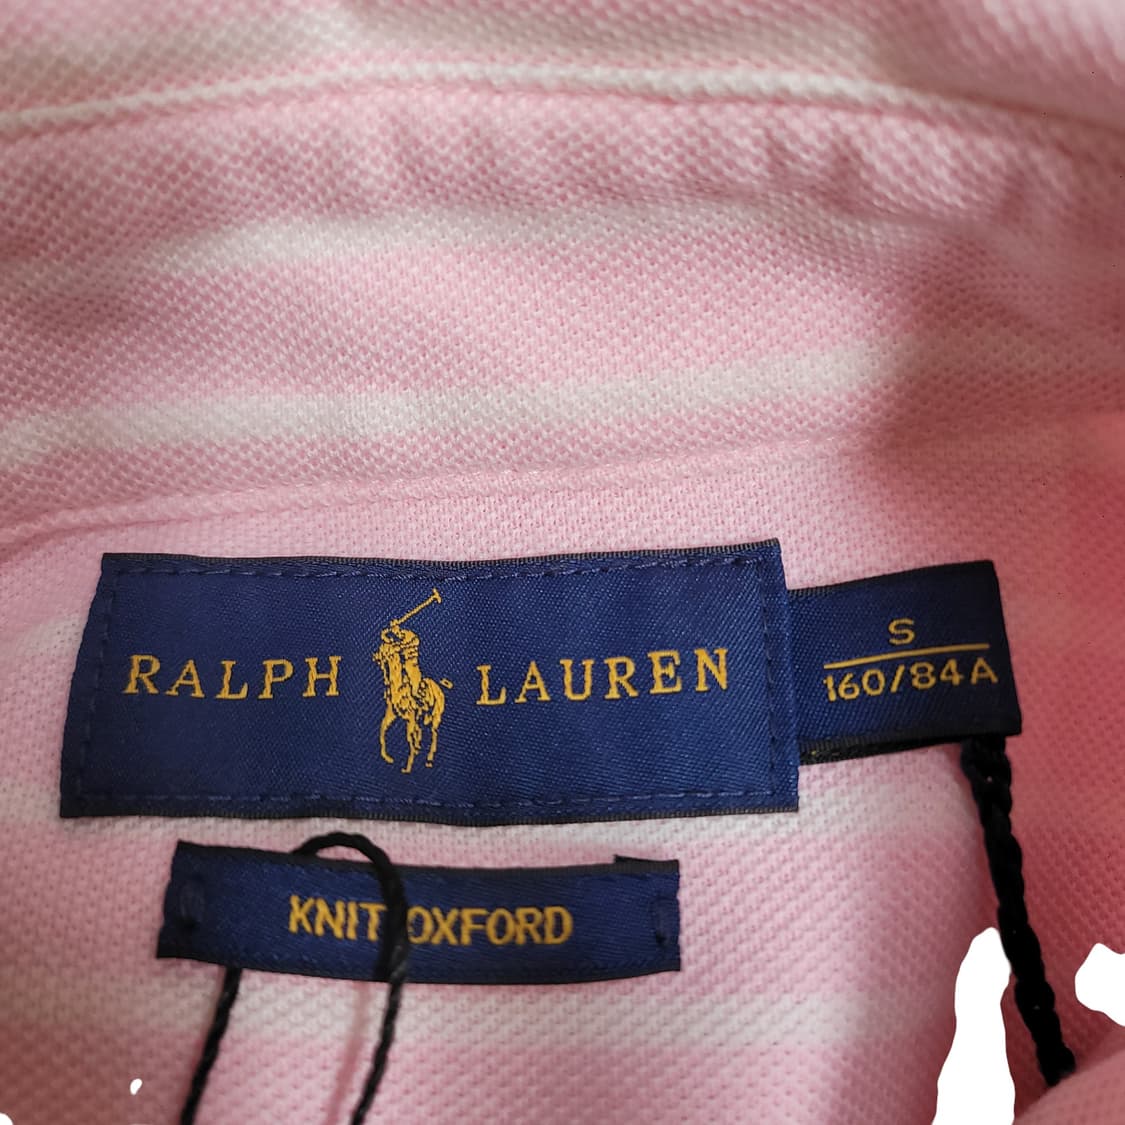 RALPH LAUREN
S
160/84A
KNIT OXFORD